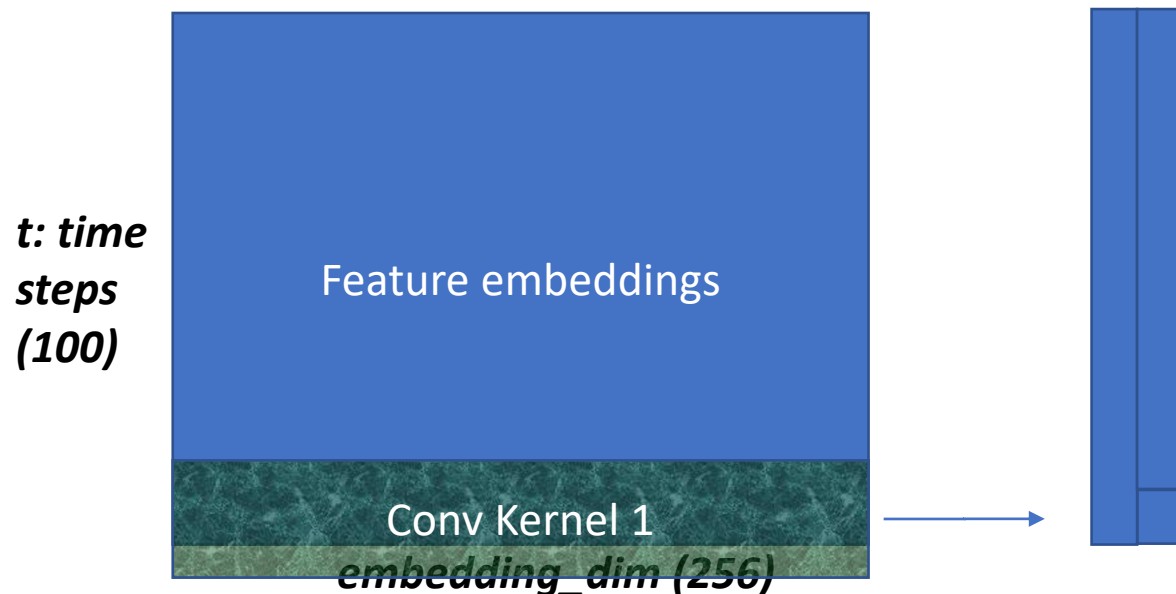 t: time
steps
(100)
Feature embeddings
Conv Kernel 1
embedding_dim (256)